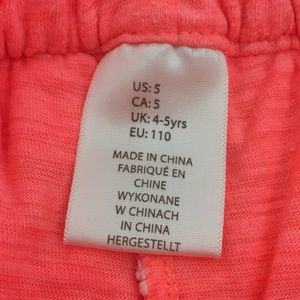 US: 5
CA: 5
UK: 4-5yrs
EU: 110
MADE IN CHINA
FABRIQUÉ EN
CHINE
WYKONANE
W CHINACH
IN CHINA
HERGESTELLT